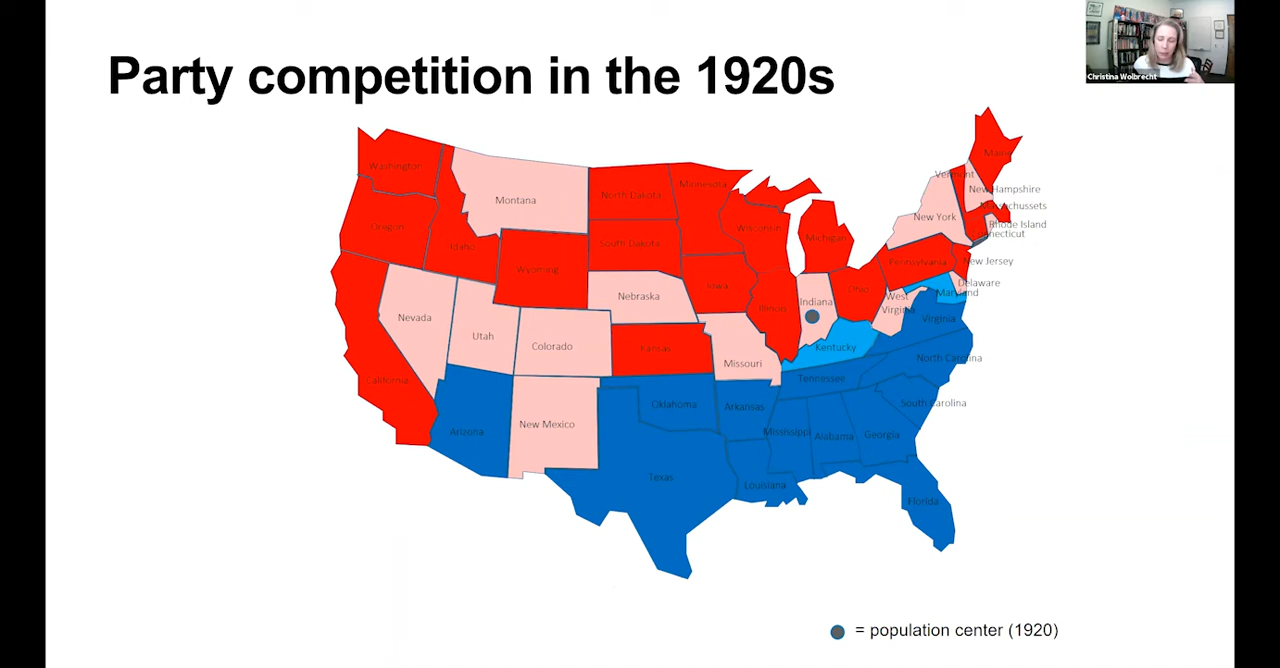 Party competition in the 1920s
Christina Wolbrecht
Washington
Montana
North Dakota
Minnesota
Maine
Vermont
New Hampshire
Massachussets
Rhode Island
Connecticut
Oregon
Idaho
Wyoming
South Dakota
Wisconsin
Michigan
New York
Pennsylvania
New Jersey
Delaware
Maryland
Nevada
Utah
Colorado
Nebraska
Iowa
Illinois
Indiana
Ohio
West
Virginia
Virginia
California
Kansas
Missouri
Kentucky
Tennessee
North Carolina
South Carolina
Arizona
New Mexico
Oklahoma
Arkansas
Mississippi
Alabama
Georgia
Texas
Louisiana
Florida
= population center (1920)